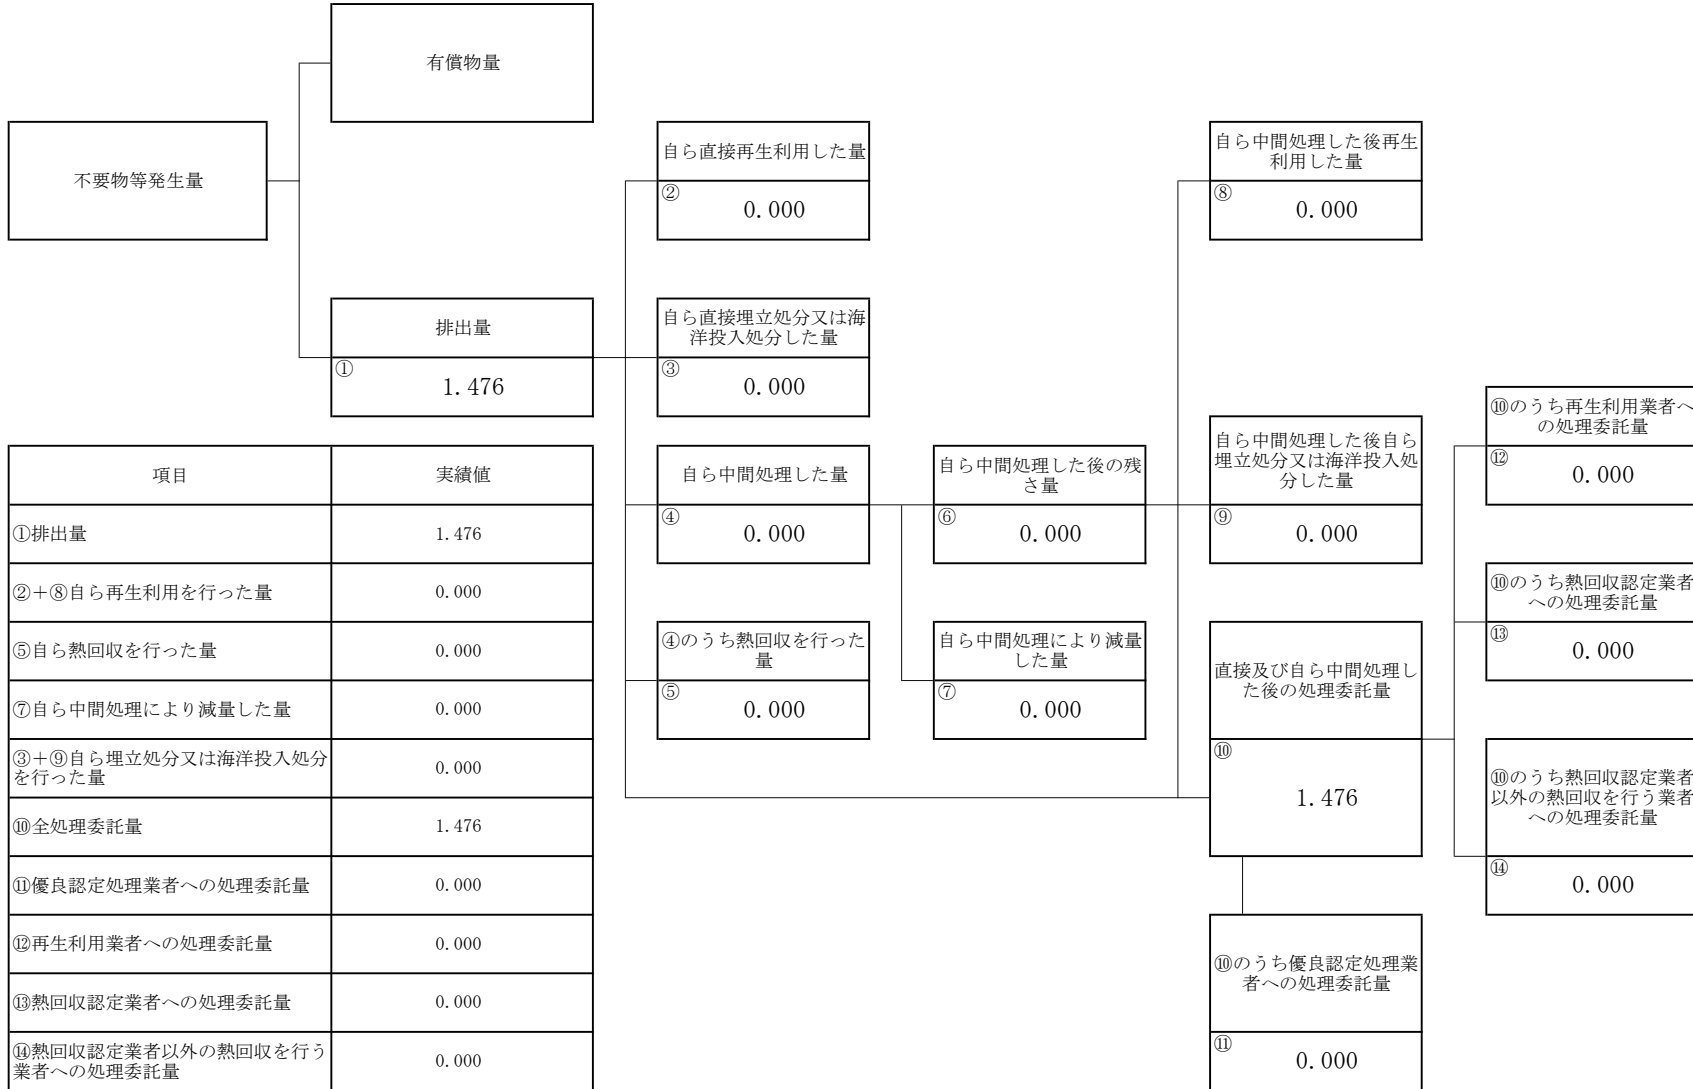 有償物量
不要物等発生量
自ら直接再生利用した量
②
0.000
自ら中間処理した後再生
利用した量
⑧
0.000
排出量
①
1.476
自ら直接埋立処分又は海
洋投入処分した量
③
0.000
自ら中間処理した量
④
0.000
自ら中間処理した後の残
さ量
⑥
0.000
自ら中間処理した後自ら
埋立処分又は海洋投入処
分した量
⑨
0.000
⑩のうち再生利用業者へ
の処理委託量
⑫
0.000
⑩のうち熱回収認定業者
への処理委託量
⑬
0.000
④のうち熱回収を行った
量
⑤
0.000
自ら中間処理により減量
した量
⑦
0.000
直接及び自ら中間処理し
た後の処理委託量
⑩
1.476
⑩のうち熱回収認定業者
以外の熱回収を行う業者
への処理委託量
⑭
0.000
⑩のうち優良認定処理業
者への処理委託量
⑪
0.000
項目 実績値
①排出量 1.476
②+⑧自ら再生利用を行った量 0.000
⑤自ら熱回収を行った量 0.000
⑦自ら中間処理により減量した量 0.000
③+⑨自ら埋立処分又は海洋投入処分
を行った量 0.000
⑩全処理委託量 1.476
⑪優良認定処理業者への処理委託量 0.000
⑫再生利用業者への処理委託量 0.000
⑬熱回収認定業者への処理委託量 0.000
⑭熱回収認定業者以外の熱回収を行う
業者への処理委託量 0.000